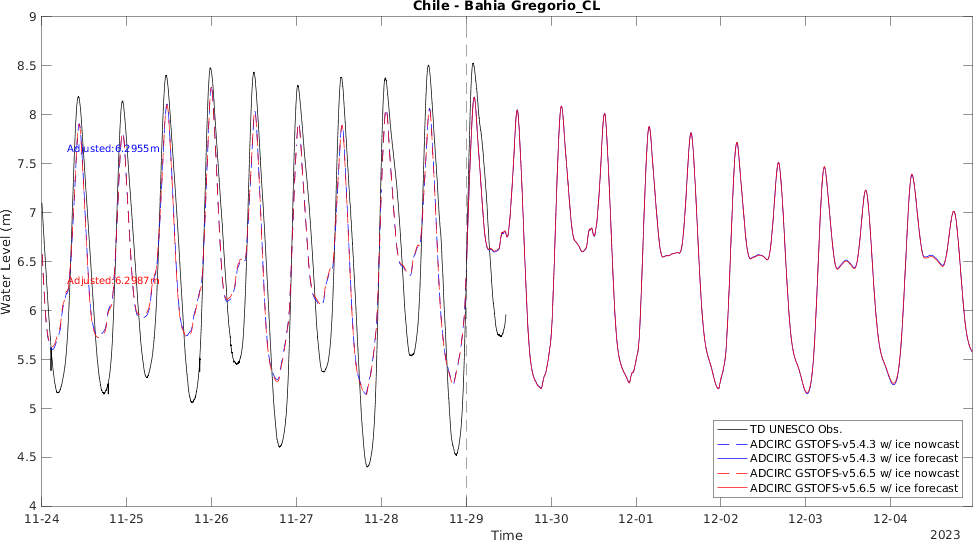 Chile - Bahia Gregorio_CL
9
8.5
8
7.5
7
6.5
6
5.5
5
4.5
4
Water Level (m)
Adjusted:6.2955m
Adjusted:6.2987m
TD UNESCO Obs.
ADCIRC GSTOFS-v5.4.3 w/ ice nowcast
ADCIRC GSTOFS-v5.4.3 w/ ice forecast
ADCIRC GSTOFS-v5.6.5 w/ ice nowcast
ADCIRC GSTOFS-v5.6.5 w/ ice forecast
11-24 11-25 11-26 11-27 11-28 11-29 11-30 12-01 12-02 12-03 12-04
Time
2023